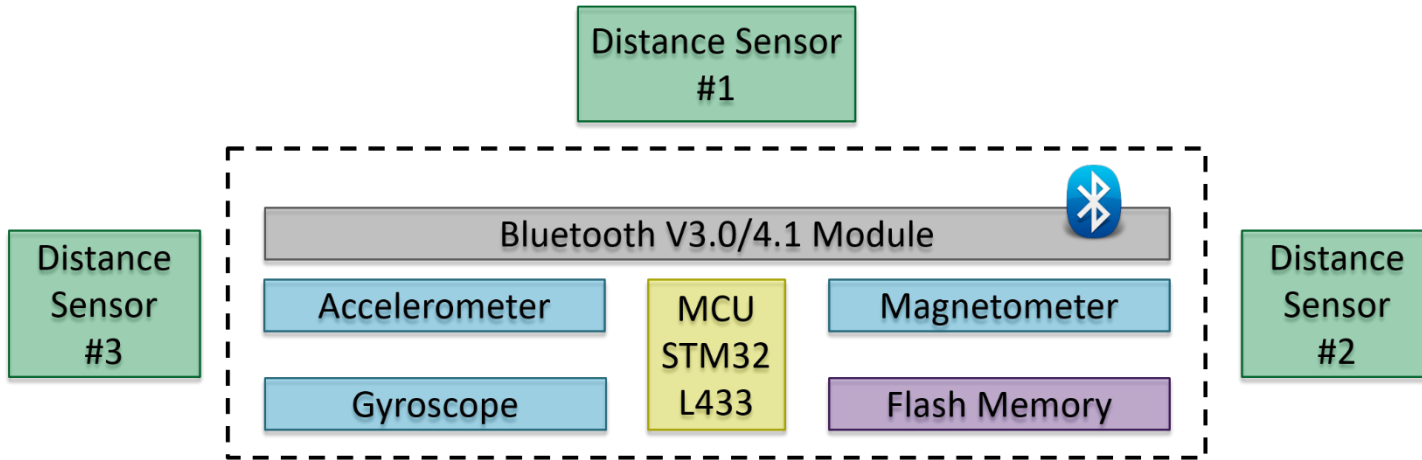 Distance Sensor
#1
Bluetooth V3.0/4.1 Module
Distance
Sensor
#3
Accelerometer
MCU
STM32
L433
Magnetometer
Distance
Sensor
#2
Gyroscope
Flash Memory